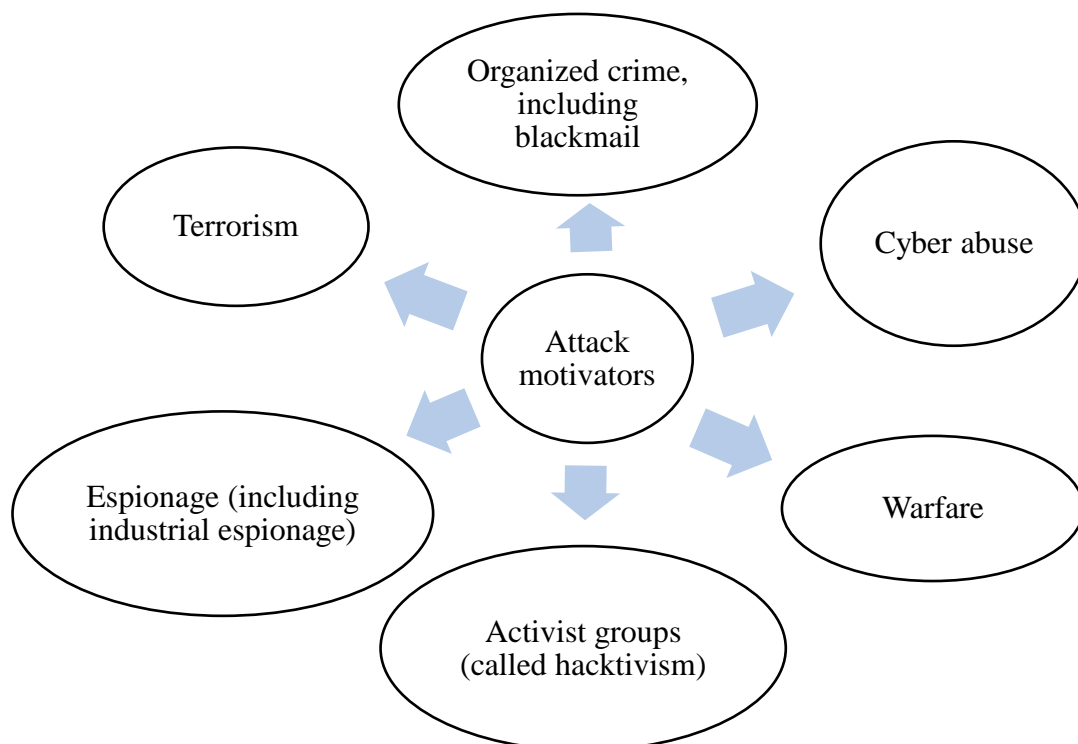 Organized crime,
including
blackmail
Terrorism
Cyber abuse
Attack
motivators
Espionage (including
industrial espionage)
Warfare
Activist groups
(called hacktivism)